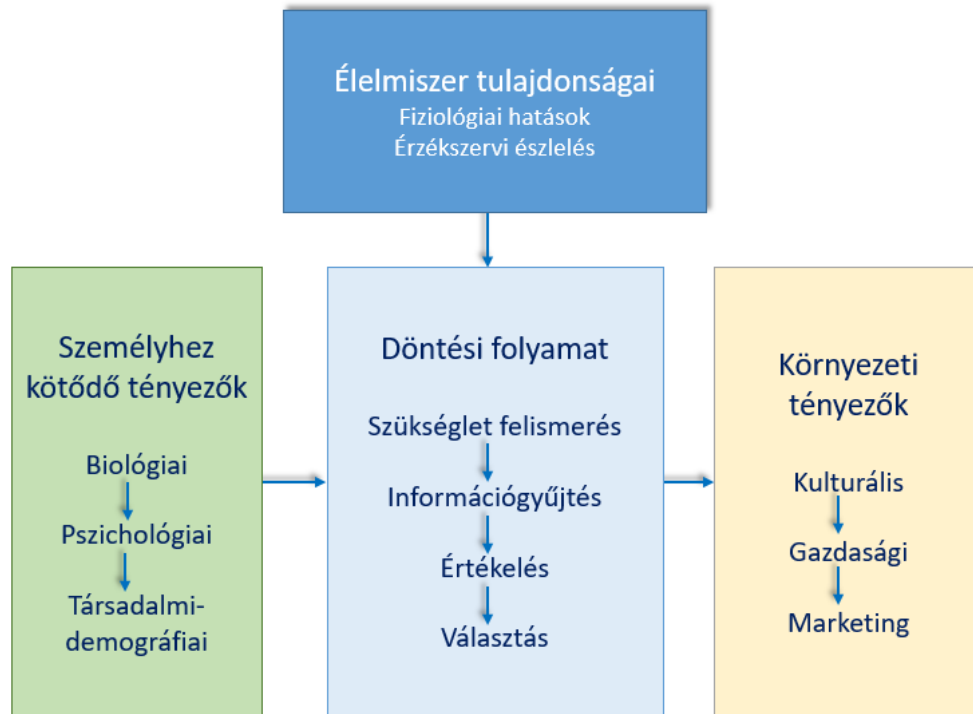 Élelmiszer tulajdonságai
Fiziológiai hatások
Érzékszervi észlelés
Személyhez
kötődő tényezők
Biológiai
Pszichológiai
Társadalmi-
demográfiai
Döntési folyamat
Szükséglet felismerés
Információgyűjtés
Értékelés
Választás
Környezeti
tényezők
Kulturális
Gazdasági
Marketing